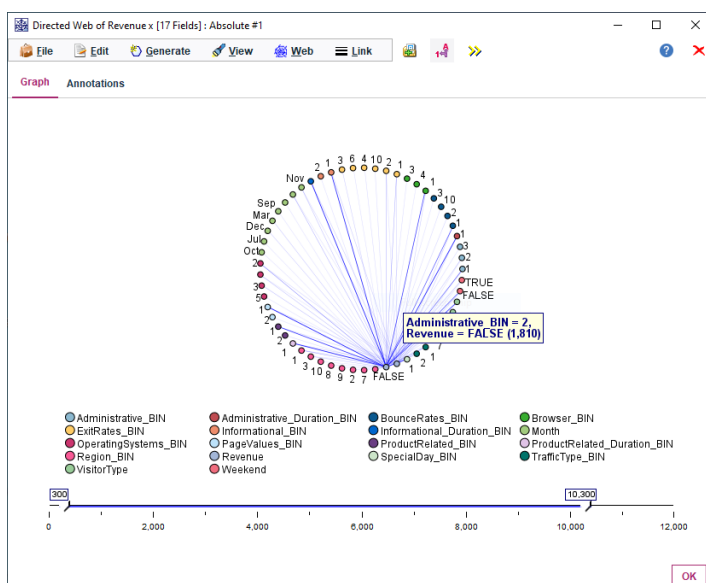 Directed Web of Revenue x [17 Fields] : Absolute #1
File Edit Generate View Web Link
Graph Annotations
Nov 2 1 3 6 4 10 2 1 3 4 1 3 10 2 1 1 3 2 1
TRUE
FALSE
Sep
Mar
Dec
Jul
Oct
2
3
5
1
2
1
2
1
1 3 10 8 9 2 7 FALSE 1 2 1 7
Administrative_BIN = 2,
Revenue = FALSE (1,810)
Administrative_BIN Administrative_Duration_BIN BounceRates_BIN Browser_BIN
ExitRates_BIN Informational_BIN Informational_Duration_BIN Month
OperatingSystems_BIN PageValues_BIN ProductRelated_BIN ProductRelated_Duration_BIN
Region_BIN Revenue SpecialDay_BIN TrafficType_BIN
VisitorType Weekend
300 10,300
0 2,000 4,000 6,000 8,000 10,000 12,000
OK